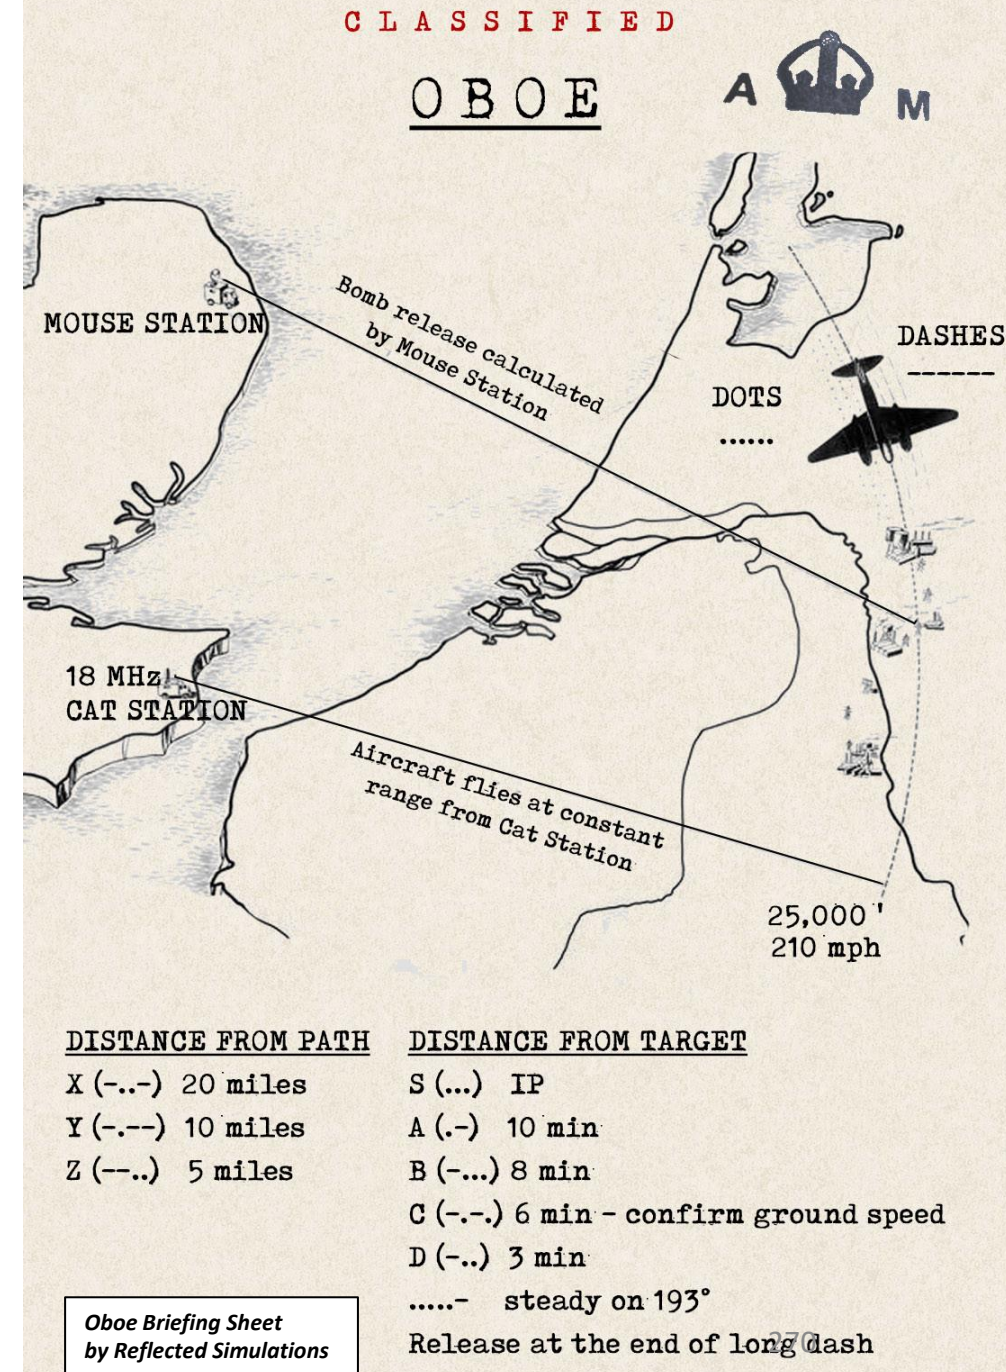 CLASSIFIED
OBOE
A M
Bomb release calculated
by Mouse Station
MOUSE STATION
DASHES
------
DOTS
......
18 MHz
CAT STATION
Aircraft flies at constant
range from Cat Station
25,000 '
210 mph
DISTANCE FROM PATH
X (-..-) 20 miles
Y (-.--) 10 miles
Z (--..) 5 miles
DISTANCE FROM TARGET
S (...) IP
A (.-) 10 min
B (-...) 8 min
C (-.-.) 6 min - confirm ground speed
D (-..) 3 min
.....- steady on 193°
Release at the end of long dash
270
Oboe Briefing Sheet
by Reflected Simulations